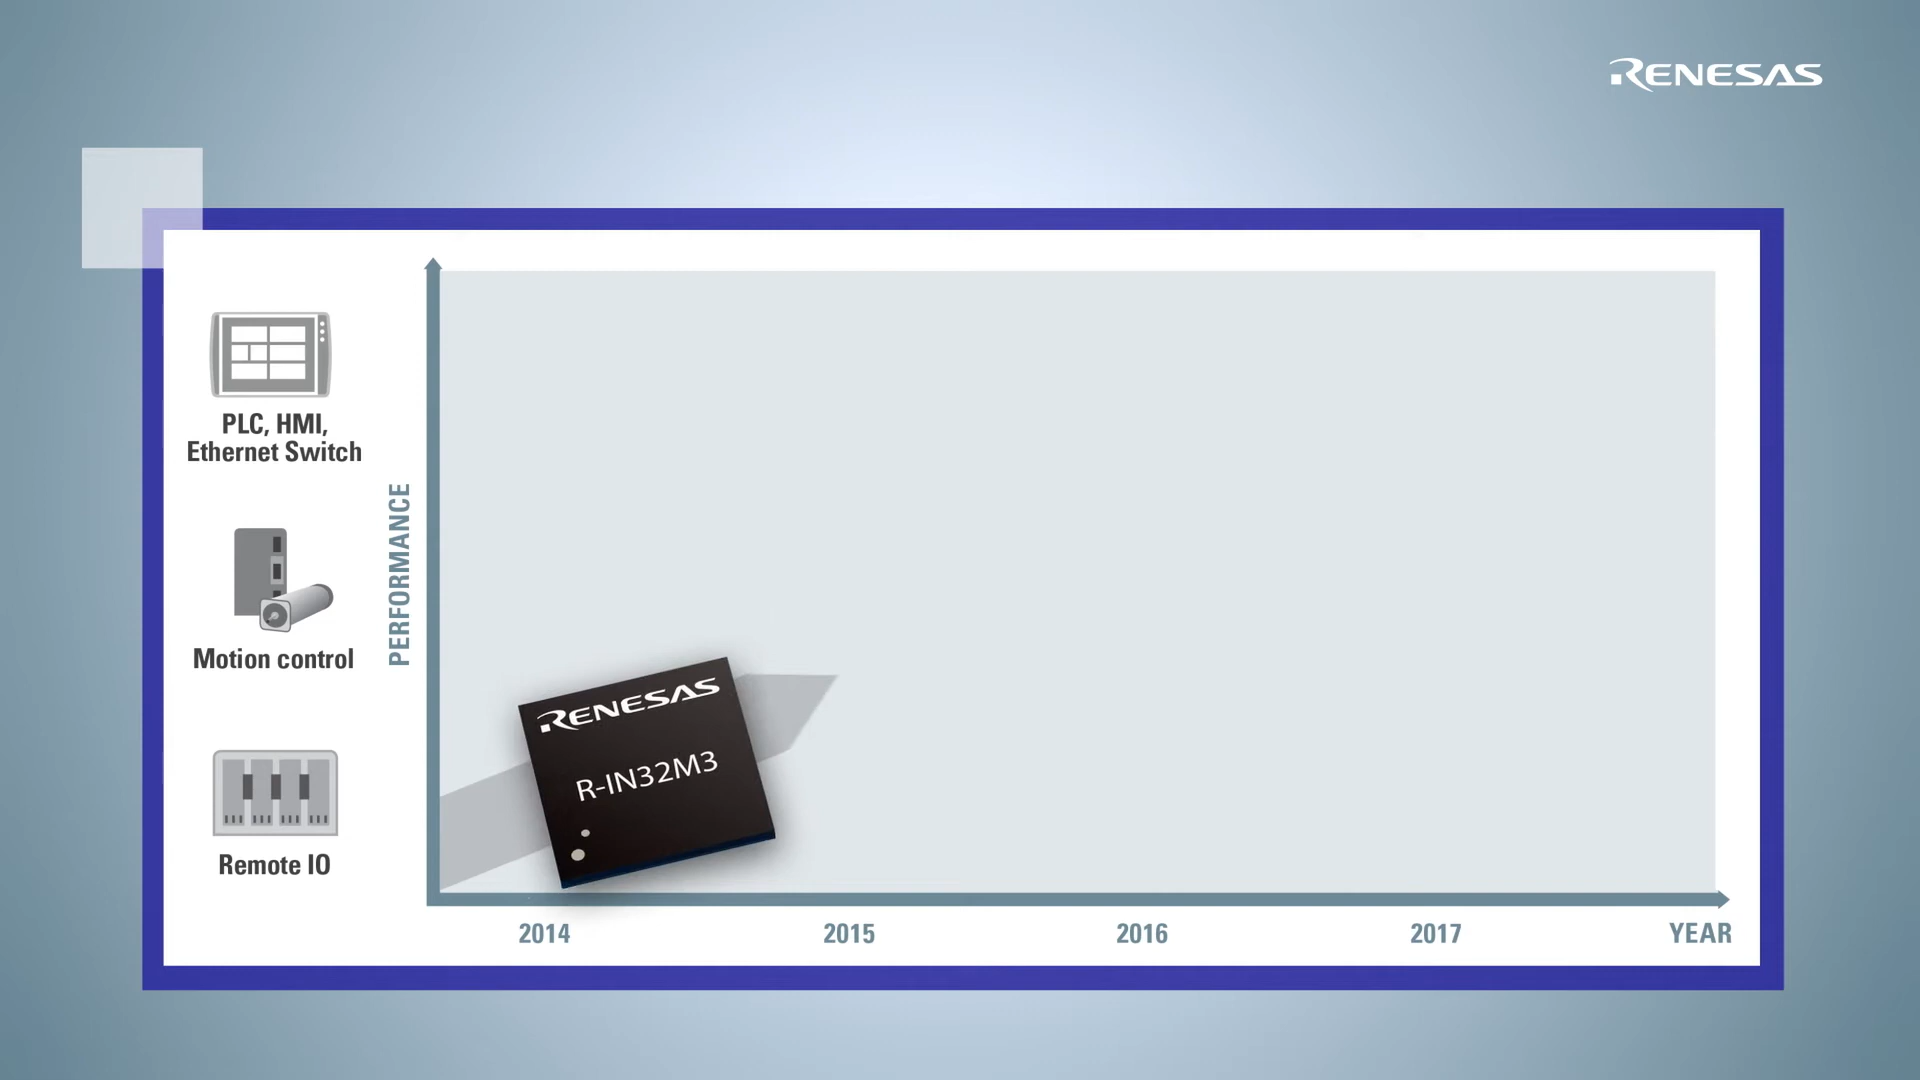 RENESAS
PLC, HMI,
Ethernet Switch
PERFORMANCE
Motion control
RENESAS
R-IN32M3
Remote IO
2014
2015
2016
2017
YEAR